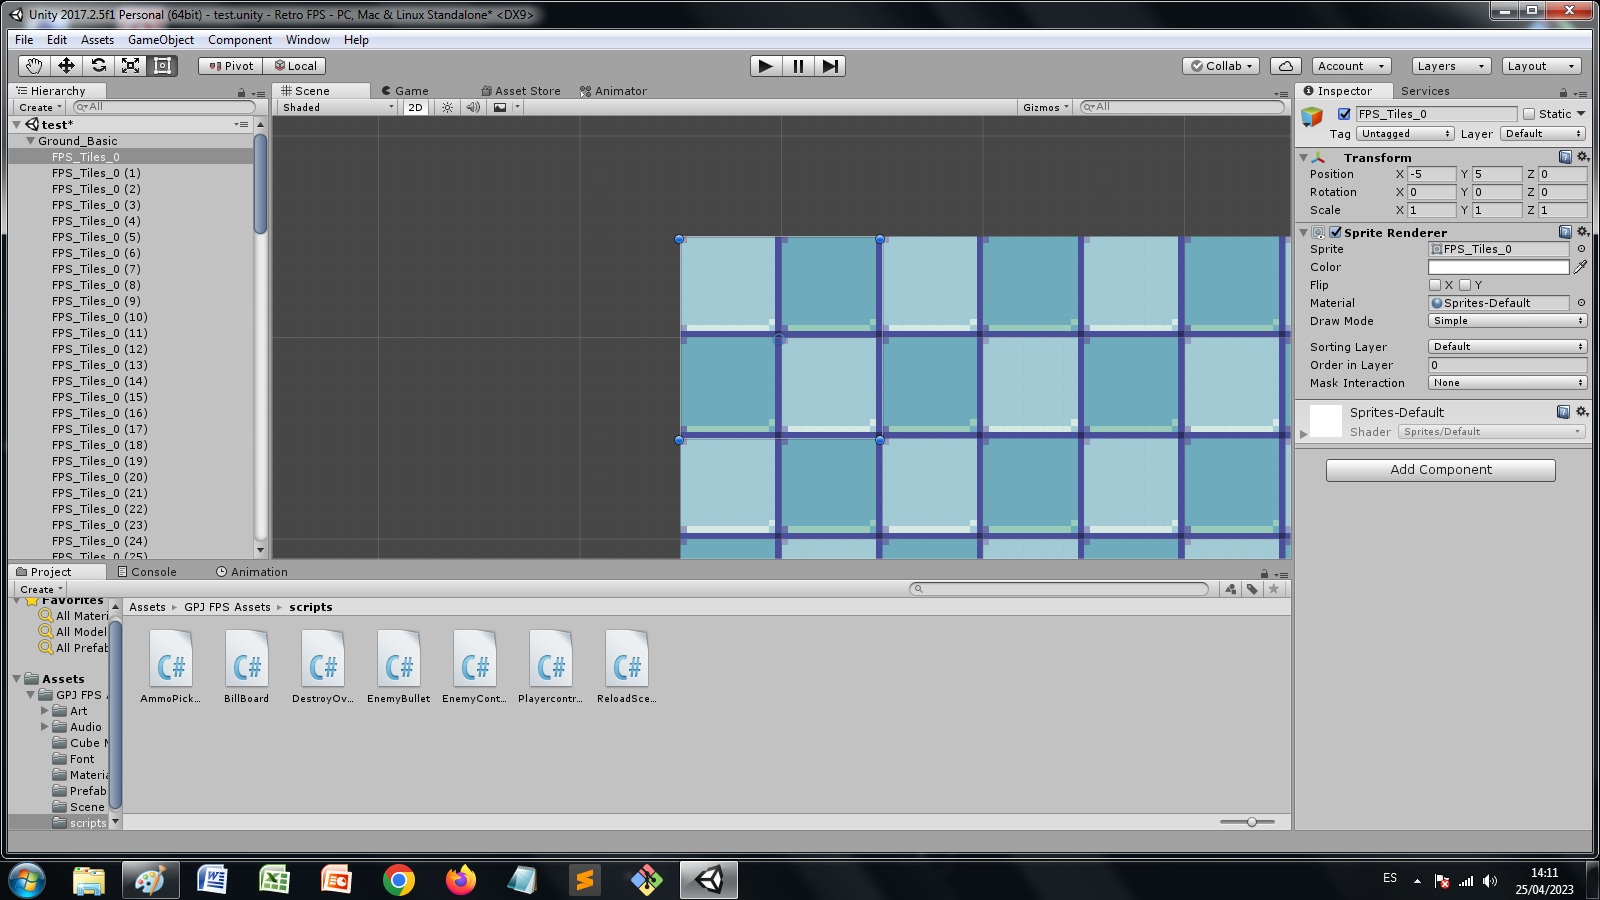 Unity 2017.2.5f1 Personal (64bit) - test.unity - Retro FPS - PC, Mac & Linux Standalone* <DX9>
File Edit Assets GameObject Component Window Help
Pivot Local Collab Account Layers Layout
Hierarchy
Create All
test*
Ground_Basic
FPS_Tiles_0
FPS_Tiles_0 (1)
FPS_Tiles_0 (2)
FPS_Tiles_0 (3)
FPS_Tiles_0 (4)
FPS_Tiles_0 (5)
FPS_Tiles_0 (6)
FPS_Tiles_0 (7)
FPS_Tiles_0 (8)
FPS_Tiles_0 (9)
FPS_Tiles_0 (10)
FPS_Tiles_0 (11)
FPS_Tiles_0 (12)
FPS_Tiles_0 (13)
FPS_Tiles_0 (14)
FPS_Tiles_0 (15)
FPS_Tiles_0 (16)
FPS_Tiles_0 (17)
FPS_Tiles_0 (18)
FPS_Tiles_0 (19)
FPS_Tiles_0 (20)
FPS_Tiles_0 (21)
FPS_Tiles_0 (22)
FPS_Tiles_0 (23)
FPS_Tiles_0 (24)
FPS_Tiles_0 (25)
Scene Game Asset Store Animator
Shaded 2D Gizmos All
Inspector Services
FPS_Tiles_0 Static
Tag Untagged Layer Default
Transform
Position X -5 Y 5 Z 0
Rotation X 0 Y 0 Z 0
Scale X 1 Y 1 Z 1
Sprite Renderer
Sprite FPS_Tiles_0
Color
Flip X Y
Material Sprites-Default
Draw Mode Simple
Sorting Layer Default
Order in Layer 0
Mask Interaction None
Sprites-Default
Shader Sprites/Default
Add Component
Project Console Animation
Create
Favorites
All Materi
All Model
All Prefab
Assets
GPJ FPS
Art
Audio
Cube M
Font
Materia
Prefab
Scene
scripts
Assets GPJ FPS Assets scripts
C# C# C# C# C# C# C#
AmmoPick... BillBoard DestroyOv... EnemyBullet EnemyCont... Playercontr... ReloadSce...
ES
14:11
25/04/2023